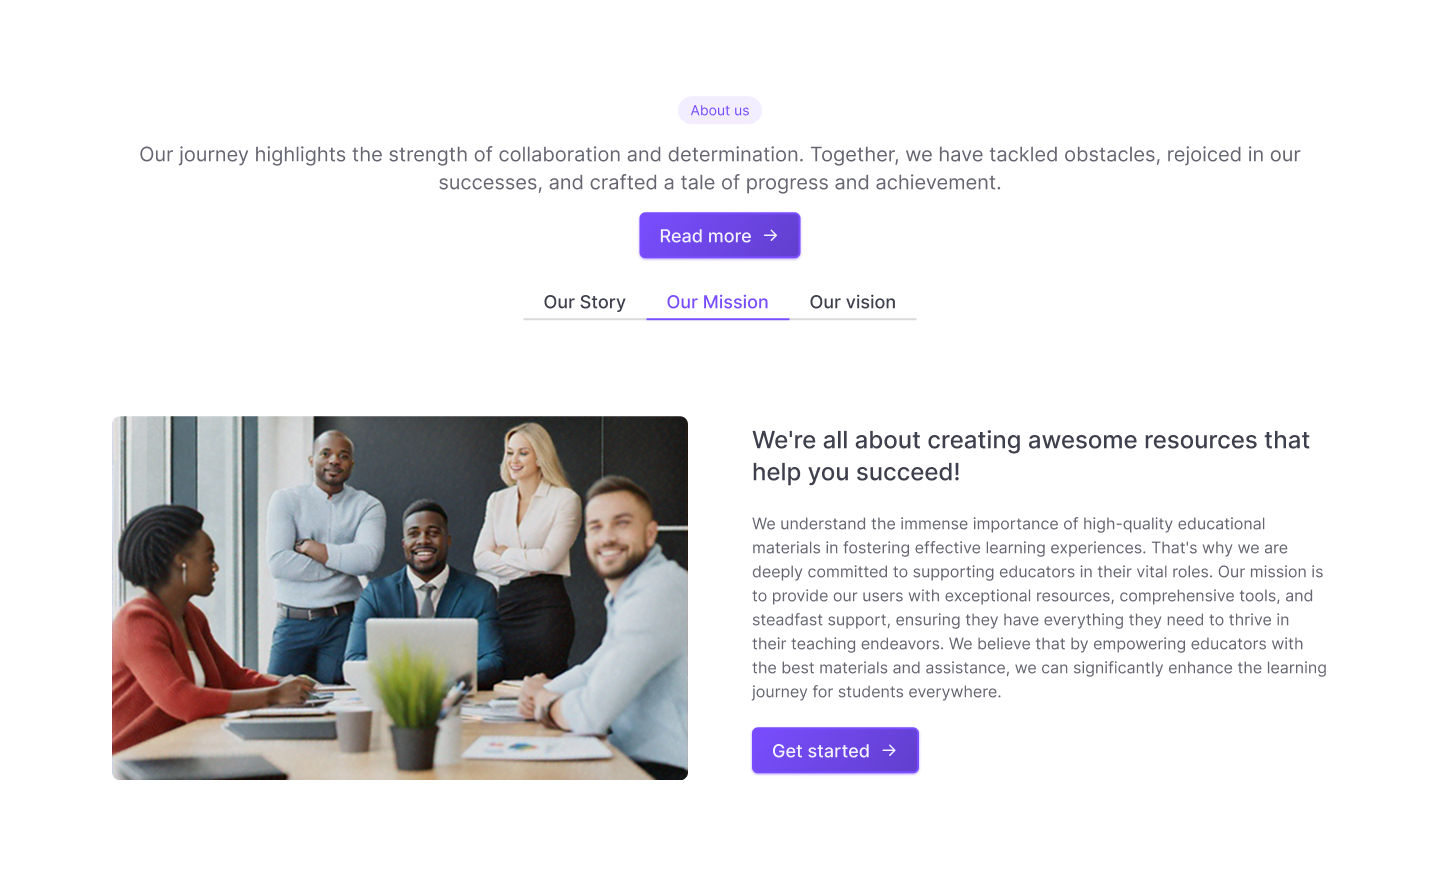 About us
Our journey highlights the strength of collaboration and determination. Together, we have tackled obstacles, rejoiced in our
successes, and crafted a tale of progress and achievement.
Read more
Our Story
Our Mission
Our vision
We're all about creating awesome resources that
help you succeed!
We understand the immense importance of high-quality educational
materials in fostering effective learning experiences. That's why we are
deeply committed to supporting educators in their vital roles. Our mission is
to provide our users with exceptional resources, comprehensive tools, and
steadfast support, ensuring they have everything they need to thrive in
their teaching endeavors. We believe that by empowering educators with
the best materials and assistance, we can significantly enhance the learning
journey for students everywhere.
Get started